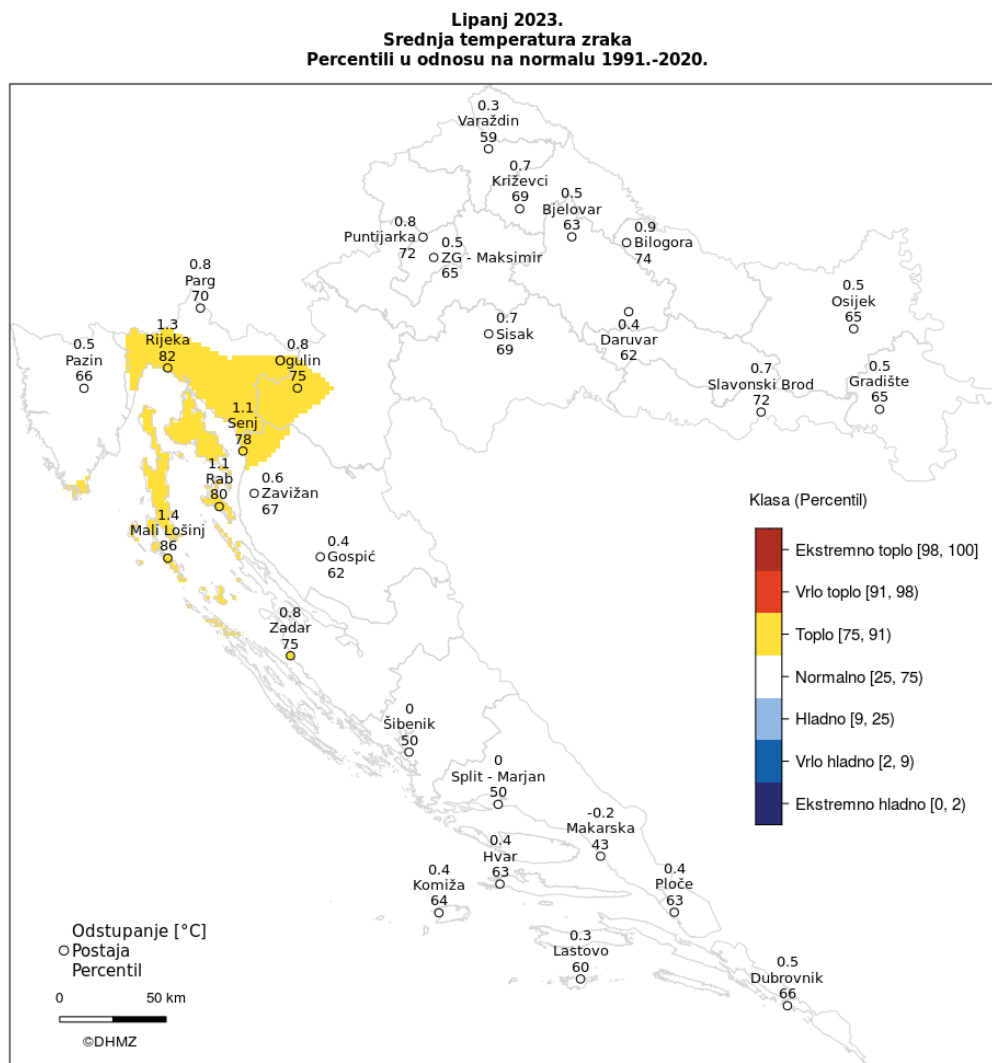 Lipanj 2023.
Srednja temperatura zraka
Percentili u odnosu na normalu 1991.-2020.
0.3
Varaždin
59
0.7
Križevci
69
0.5
Bjelovar
63
0.8
Puntijarka
72
0.5
ZG - Maksimir
65
0.9
Bilogora
74
0.8
Parg
70
0.5
Osijek
65
1.3
Rijeka
82
0.7
Sisak
69
0.4
Daruvar
62
0.5
Pazin
66
0.8
Ogulin
75
0.7
Slavonski Brod
72
0.5
Gradište
65
1.1
Senj
78
1.1
Rab
80
0.6
Zavižan
67
1.4
Mali Lošinj
86
0.4
Gospić
62
0.8
Zadar
75
0
Šibenik
50
0
Split - Marjan
50
-0.2
Makarska
43
0.4
Hvar
63
0.4
Komiža
64
0.4
Ploče
63
0.3
Lastovo
60
0.5
Dubrovnik
66
Klasa (Percentil)
Ekstremno toplo [98, 100]
Vrlo toplo [91, 98)
Toplo [75, 91)
Normalno [25, 75)
Hladno [9, 25)
Vrlo hladno [2, 9)
Ekstremno hladno [0, 2)
Odstupanje [°C]
Postaja
Percentil
0 50 km
©DHMZ